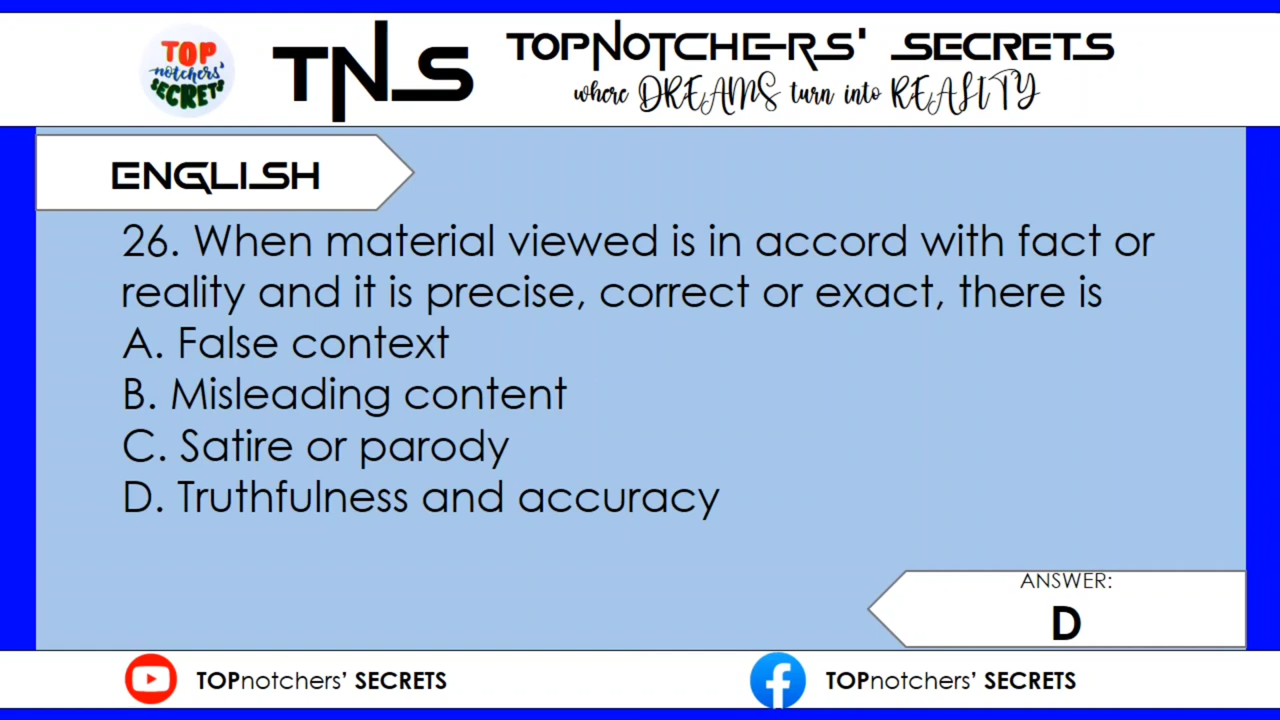 TOP
notchers'
SECRETS
TNS
TOPNOTCHERS' SECRETS
where DREAMS turn into REALITY
ENGLISH
26. When material viewed is in accord with fact or
reality and it is precise, correct or exact, there is
A. False context
B. Misleading content
C. Satire or parody
D. Truthfulness and accuracy
ANSWER:
D
TOPnotchers' SECRETS
TOPnotchers' SECRETS